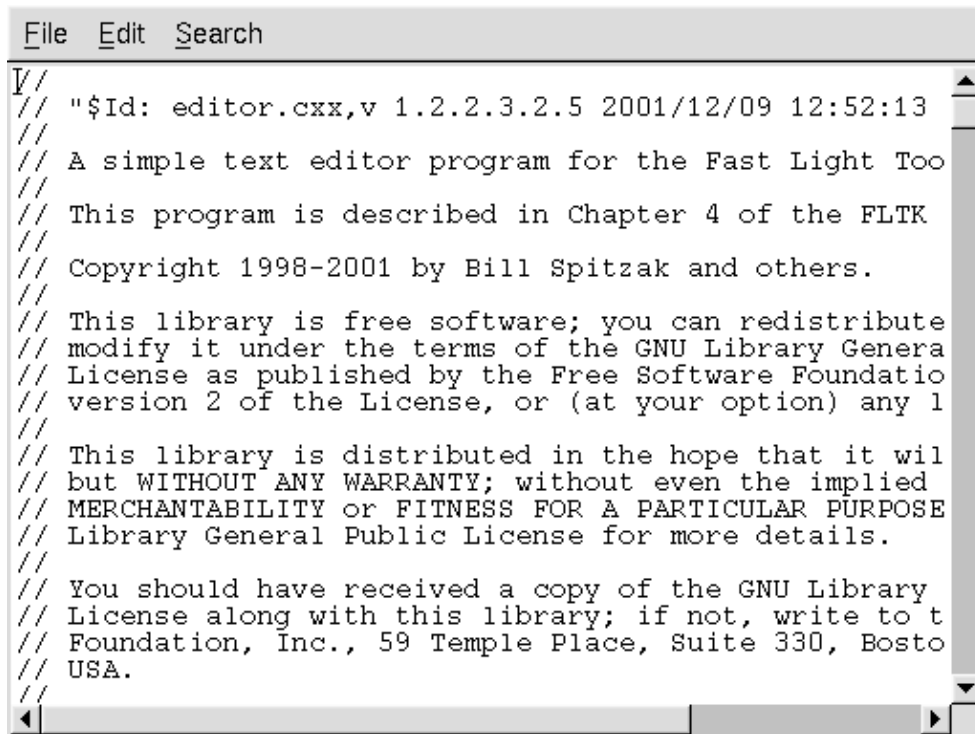 File Edit Search
//
// "$Id: editor.cxx,v 1.2.2.3.2.5 2001/12/09 12:52:13
//
// A simple text editor program for the Fast Light Too
//
// This program is described in Chapter 4 of the FLTK
//
// Copyright 1998-2001 by Bill Spitzak and others.
//
// This library is free software; you can redistribute
// modify it under the terms of the GNU Library Genera
// License as published by the Free Software Foundatio
// version 2 of the License, or (at your option) any l
//
// This library is distributed in the hope that it wil
// but WITHOUT ANY WARRANTY; without even the implied
// MERCHANTABILITY or FITNESS FOR A PARTICULAR PURPOSE
// Library General Public License for more details.
//
// You should have received a copy of the GNU Library
// License along with this library; if not, write to t
// Foundation, Inc., 59 Temple Place, Suite 330, Bosto
// USA.
//